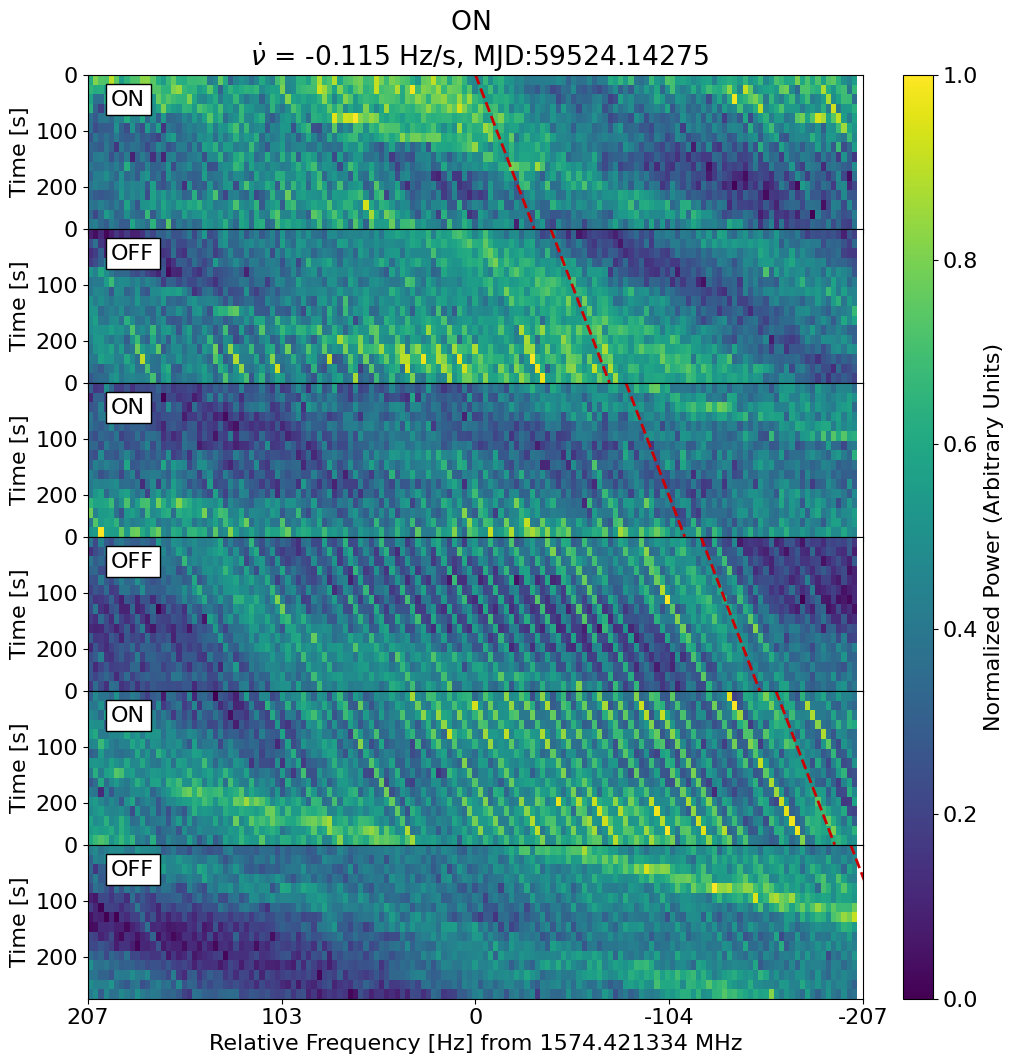 ON
ν̇ = -0.115 Hz/s, MJD:59524.14275
0
ON
100
200
Time [s]
0
OFF
100
200
Time [s]
0
ON
100
200
Time [s]
0
OFF
100
200
Time [s]
0
ON
100
200
Time [s]
0
OFF
100
200
Time [s]
207 103 0 -104 -207
Relative Frequency [Hz] from 1574.421334 MHz
1.0
0.8
0.6
0.4
0.2
0.0
Normalized Power (Arbitrary Units)